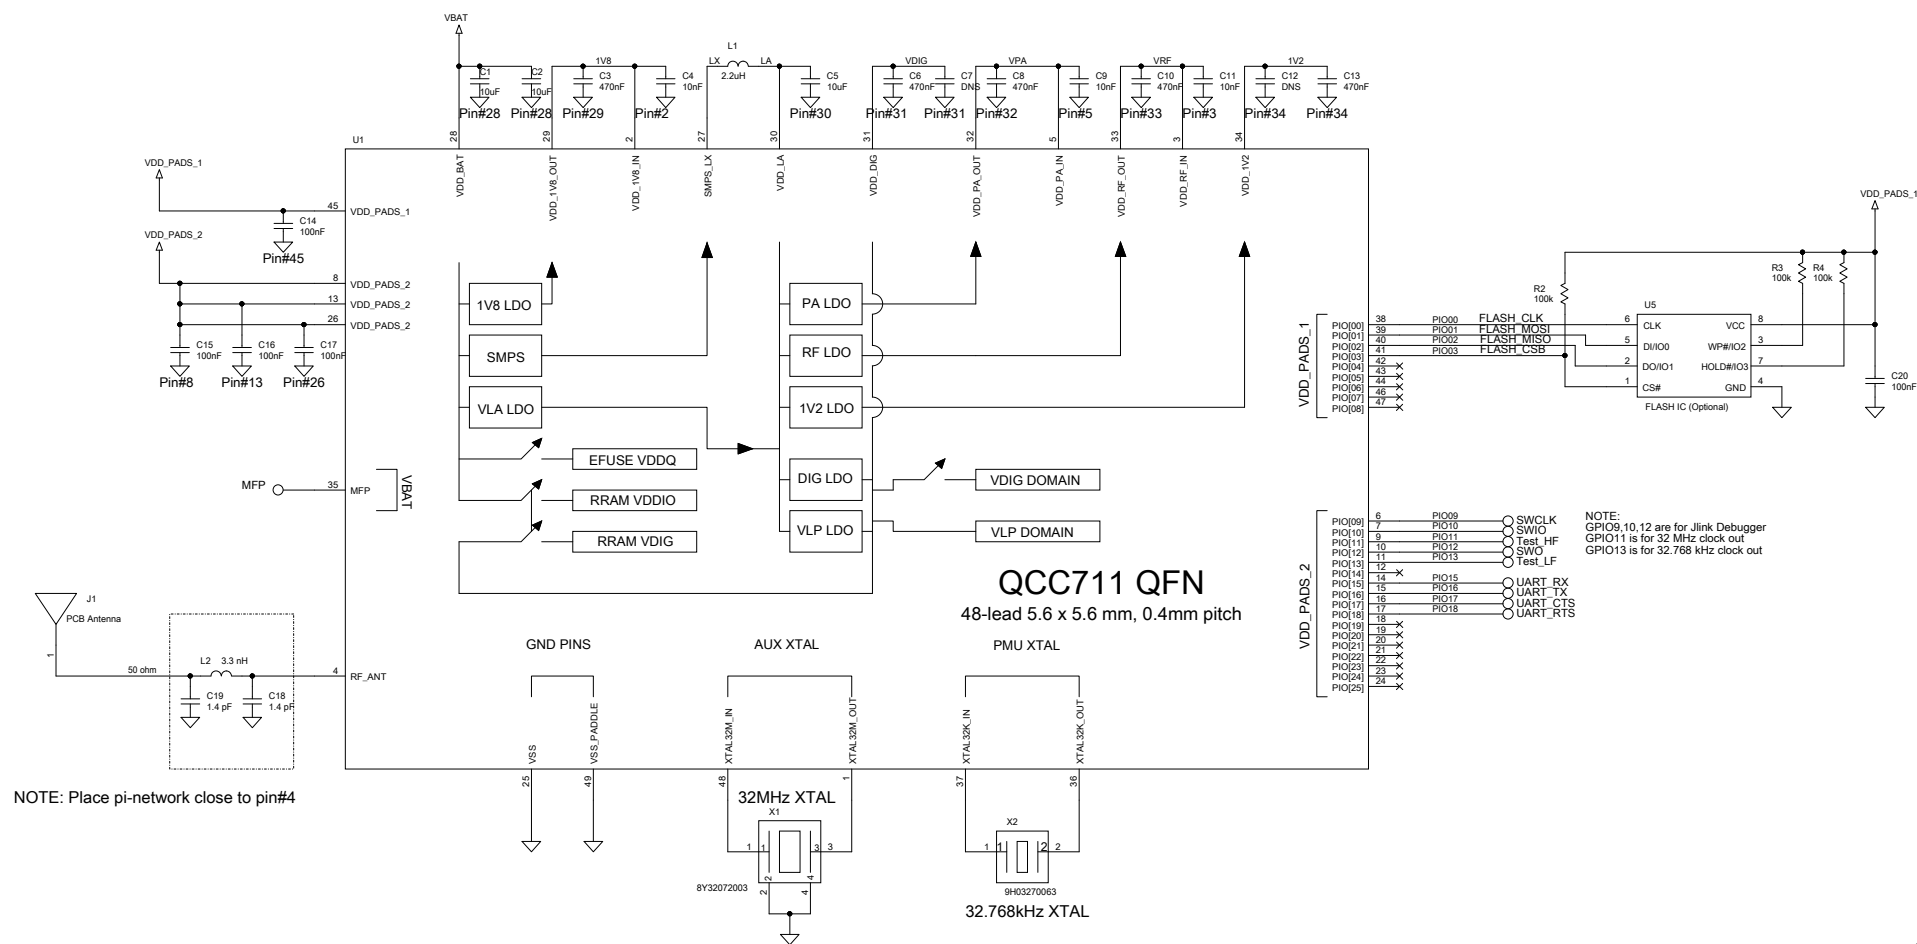 VBAT
C1
10uF
Pin#28
C2
10uF
Pin#28
1V8
C3
470nF
Pin#29
C4
10nF
Pin#2
LX
L1
LA
2.2uH
C5
10uF
Pin#30
VDIG
C6
470nF
Pin#31
C7
DNS
Pin#31
VPA
C8
470nF
Pin#32
C9
10nF
Pin#5
VRF
C10
470nF
Pin#33
C11
10nF
Pin#3
1V2
C12
DNS
Pin#34
C13
470nF
Pin#34
U1
28
29
2
27
30
31
32
5
33
3
34
VDD_BAT
VDD_1V8_OUT
VDD_1V8_IN
SMPS_LX
VDD_LA
VDD_DIG
VDD_PA_OUT
VDD_PA_IN
VDD_RF_OUT
VDD_RF_IN
VDD_1V2
VDD_PADS_1
45
VDD_PADS_1
C14
100nF
Pin#45
VDD_PADS_2
8
VDD_PADS_2
13
VDD_PADS_2
26
VDD_PADS_2
C15
100nF
Pin#8
C16
100nF
Pin#13
C17
100nF
Pin#26
1V8 LDO
SMPS
VLA LDO
EFUSE VDDQ
RRAM VDDIO
RRAM VDIG
PA LDO
RF LDO
1V2 LDO
DIG LDO
VDIG DOMAIN
VLP LDO
VLP DOMAIN
MFP
35
MFP
VBAT
QCC711 QFN
48-lead 5.6 x 5.6 mm, 0.4mm pitch
VDD_PADS_1
PIO[00]
38
PIO00
FLASH_CLK
PIO[01]
39
PIO01
FLASH_MOSI
PIO[02]
40
PIO02
FLASH_MISO
PIO[03]
41
PIO03
FLASH_CSB
PIO[04]
42
PIO[05]
43
PIO[06]
44
PIO[07]
46
PIO[08]
47
VDD_PADS_1
R2
100k
R3
100k
R4
100k
U5
6
CLK
VCC
8
5
DI/IO0
WP#/IO2
3
2
DO/IO1
HOLD#/IO3
7
1
CS#
GND
4
FLASH IC (Optional)
C20
100nF
VDD_PADS_2
PIO[09]
6
PIO09
SWCLK
PIO[10]
7
PIO10
SWIO
PIO[11]
9
PIO11
Test_HF
PIO[12]
10
PIO12
SWO
PIO[13]
11
PIO13
Test_LF
PIO[14]
12
PIO[15]
14
PIO15
UART_RX
PIO[16]
15
PIO16
UART_TX
PIO[17]
16
PIO17
UART_CTS
PIO[18]
17
PIO18
UART_RTS
PIO[19]
18
PIO[20]
19
PIO[21]
20
PIO[22]
21
PIO[23]
22
PIO[24]
23
PIO[25]
24
NOTE:
GPIO9,10,12 are for Jlink Debugger
GPIO11 is for 32 MHz clock out
GPIO13 is for 32.768 kHz clock out
J1
PCB Antenna
1
50 ohm
L2 3.3 nH
4
RF_ANT
C19
1.4 pF
C18
1.4 pF
NOTE: Place pi-network close to pin#4
GND PINS
VSS
VSS_PADDLE
25
49
AUX XTAL
XTAL32M_IN
XTAL32M_OUT
48
1
32MHz XTAL
X1
1
1
3
3
2
4
2
4
8Y32072003
PMU XTAL
XTAL32K_IN
XTAL32K_OUT
37
36
X2
1
1
2
2
9H03270063
32.768kHz XTAL